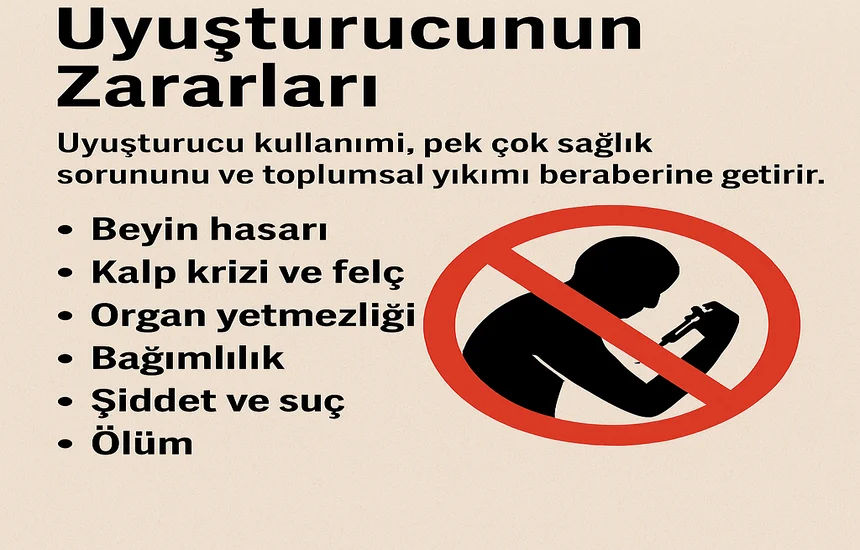 Uyuşturucunun
Zararları
Uyuşturucu kullanımi, pek çok sağlık
sorununu ve toplumsal yıkımı beraberine getirir.
• Beyin hasarı
• Kalp krizi ve felç
• Organ yetmezliği
• Bağımlılık
• Şiddet ve suç
• Ölüm